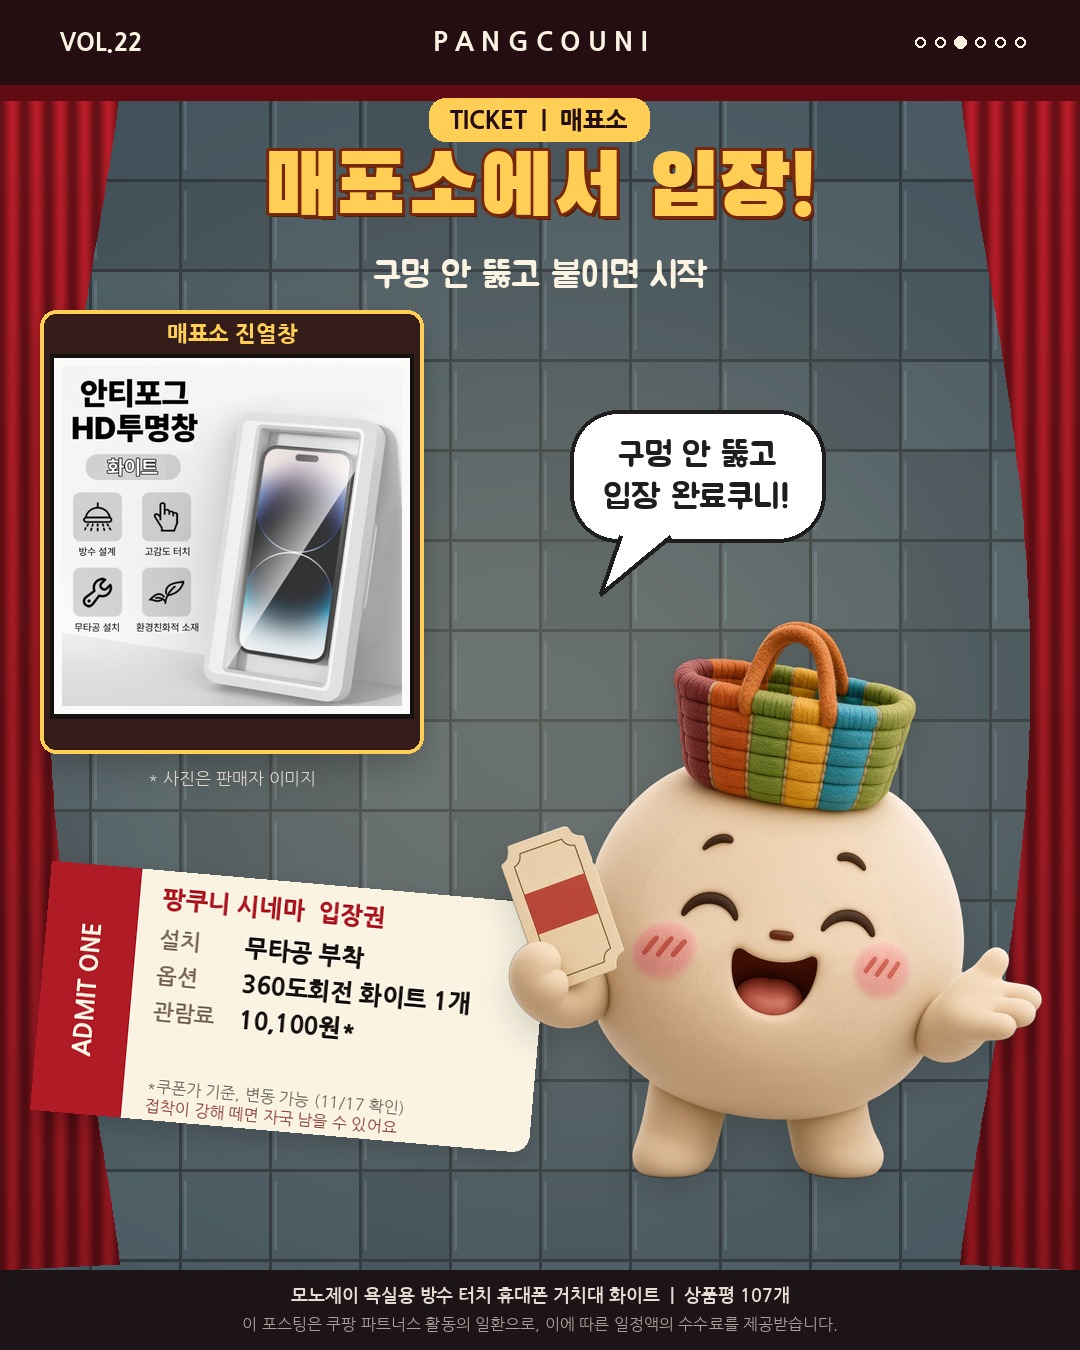 VOL.22
PANGCOUNI
TICKET | 매표소
매표소에서 입장!
구멍 안 뚫고 붙이면 시작
매표소 진열창
안티포그
HD투명창
화이트
방수 설계
고감도 터치
무타공 설치
환경친화적 소재
* 사진은 판매자 이미지
구멍 안 뚫고
입장 완료쿠니!
ADMIT ONE
팡쿠니 시네마 입장권
설치 무타공 부착
옵션 360도회전 화이트 1개
관람료 10,100원*
*쿠폰가 기준, 변동 가능 (11/17 확인)
접착이 강해 떼면 자국 남을 수 있어요
모노제이 욕실용 방수 터치 휴대폰 거치대 화이트 | 상품평 107개
이 포스팅은 쿠팡 파트너스 활동의 일환으로, 이에 따른 일정액의 수수료를 제공받습니다.